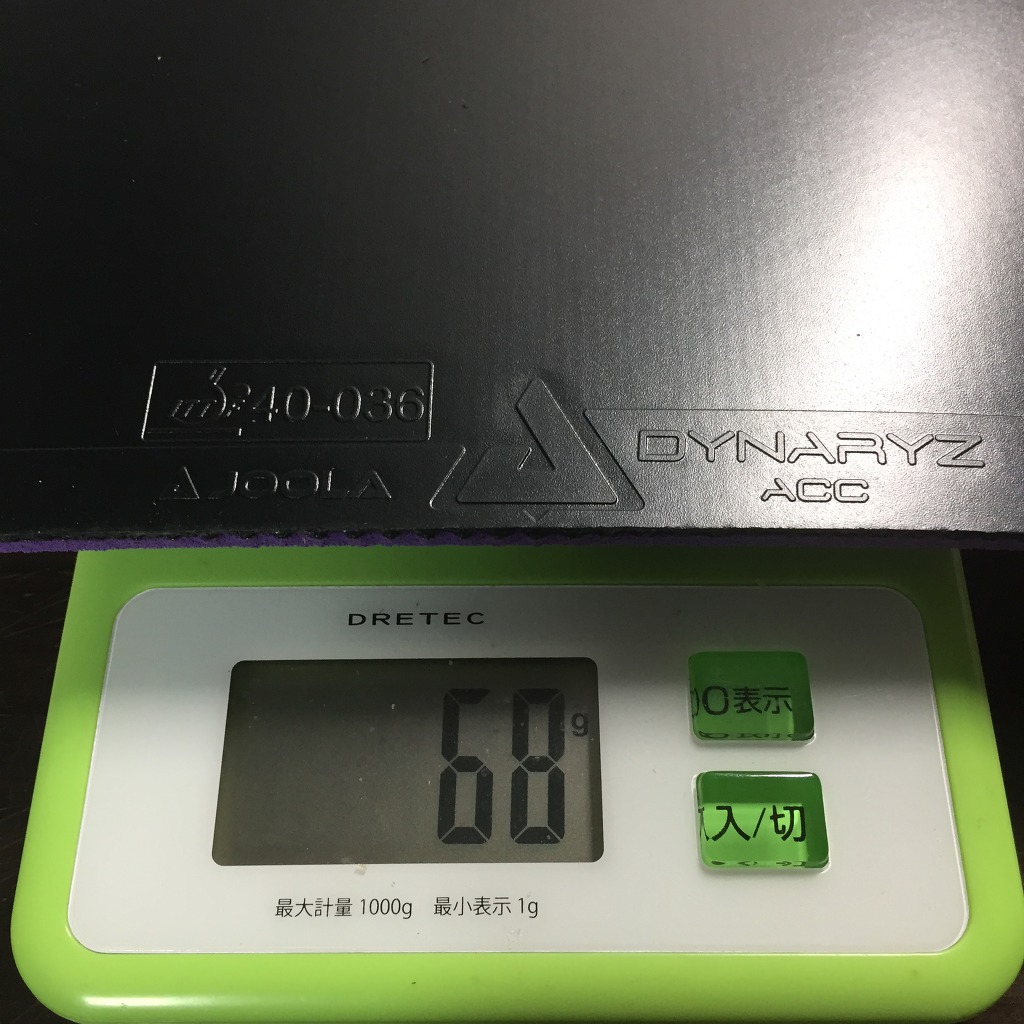 40-036
JOOLA
DYNARYZ
ACC
DRETEC
68g
0表示
入/切
最大計量 1000g 最小表示 1g